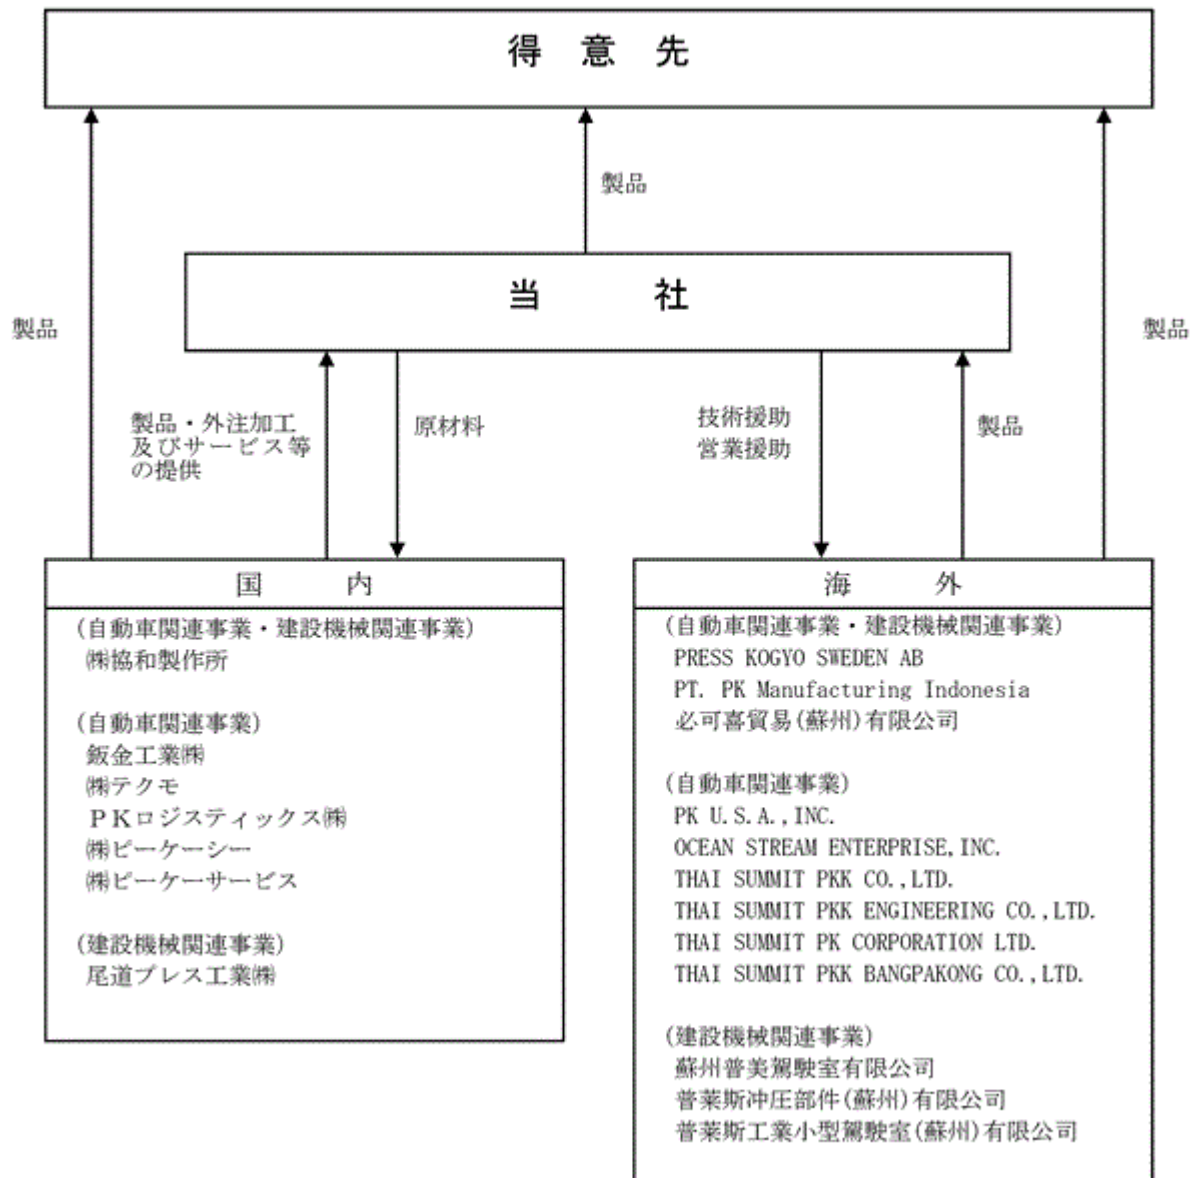 得 意 先
製品
当 社
製品
製品
製品・外注加工
及びサービス等
の提供
原材料
技術援助
営業援助
製品
国 内
(自動車関連事業・建設機械関連事業)
㈱協和製作所
(自動車関連事業)
鈑金工業㈱
㈱テクモ
ＰＫロジスティックス㈱
㈱ピーケーシー
㈱ピーケーサービス
(建設機械関連事業)
尾道プレス工業㈱
海 外
(自動車関連事業・建設機械関連事業)
PRESS KOGYO SWEDEN AB
PT. PK Manufacturing Indonesia
必可喜貿易(蘇州)有限公司
(自動車関連事業)
PK U.S.A.,INC.
OCEAN STREAM ENTERPRISE,INC.
THAI SUMMIT PKK CO.,LTD.
THAI SUMMIT PKK ENGINEERING CO.,LTD.
THAI SUMMIT PK CORPORATION LTD.
THAI SUMMIT PKK BANGPAKONG CO.,LTD.
(建設機械関連事業)
蘇州普美駕駛室有限公司
普莱斯冲圧部件(蘇州)有限公司
普莱斯工業小型駕駛室(蘇州)有限公司